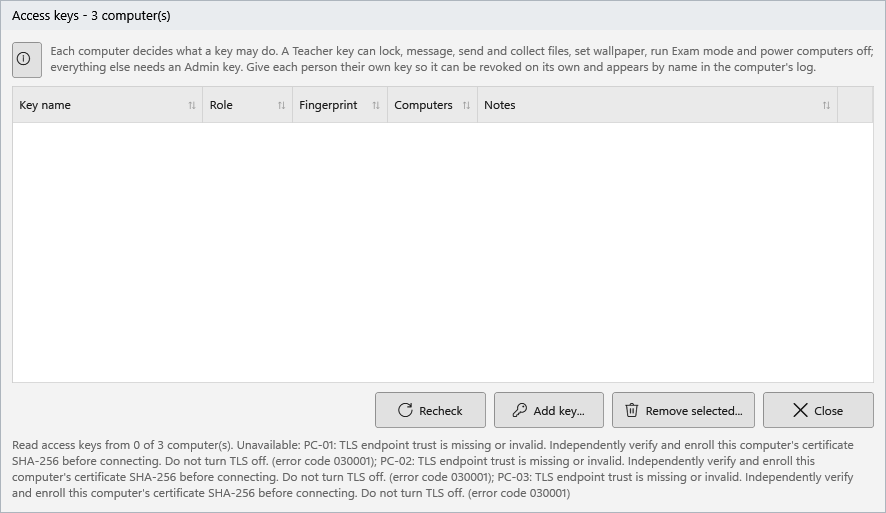 Access keys - 3 computer(s)
Each computer decides what a key may do. A Teacher key can lock, message, send and collect files, set wallpaper, run Exam mode and power computers off;
everything else needs an Admin key. Give each person their own key so it can be revoked on its own and appears by name in the computer's log.
Key name Role Fingerprint Computers Notes
Recheck Add key... Remove selected... Close
Read access keys from 0 of 3 computer(s). Unavailable: PC-01: TLS endpoint trust is missing or invalid. Independently verify and enroll this computer's certificate
SHA-256 before connecting. Do not turn TLS off. (error code 030001); PC-02: TLS endpoint trust is missing or invalid. Independently verify and enroll this
computer's certificate SHA-256 before connecting. Do not turn TLS off. (error code 030001); PC-03: TLS endpoint trust is missing or invalid. Independently verify
and enroll this computer's certificate SHA-256 before connecting. Do not turn TLS off. (error code 030001)